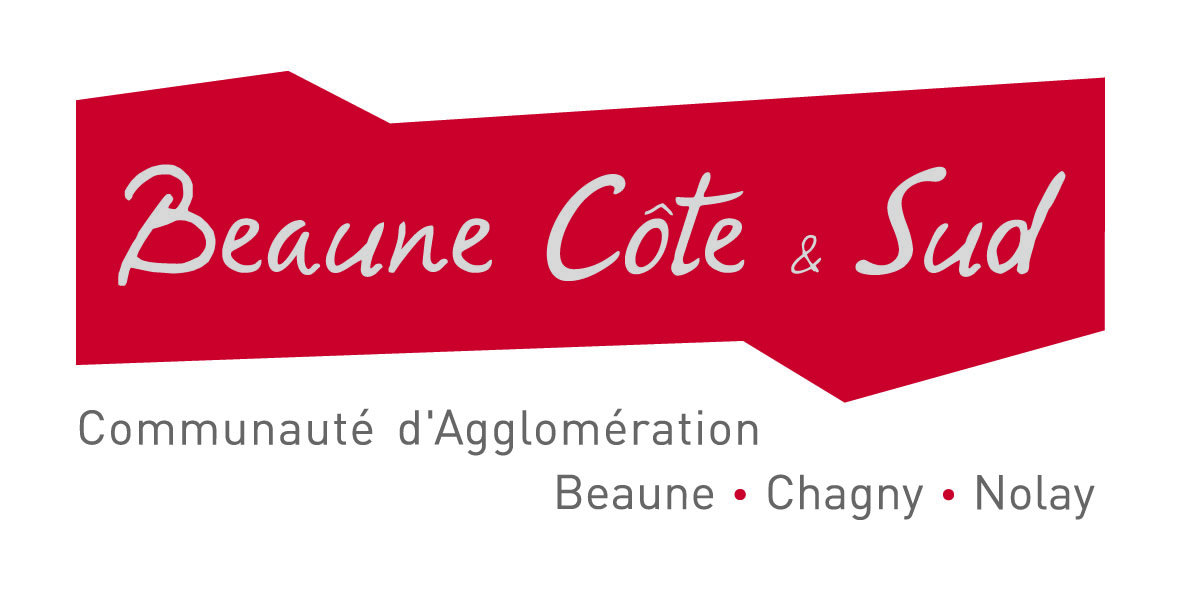 Beaune Côte & Sud
Communauté d'Agglomération
Beaune • Chagny • Nolay